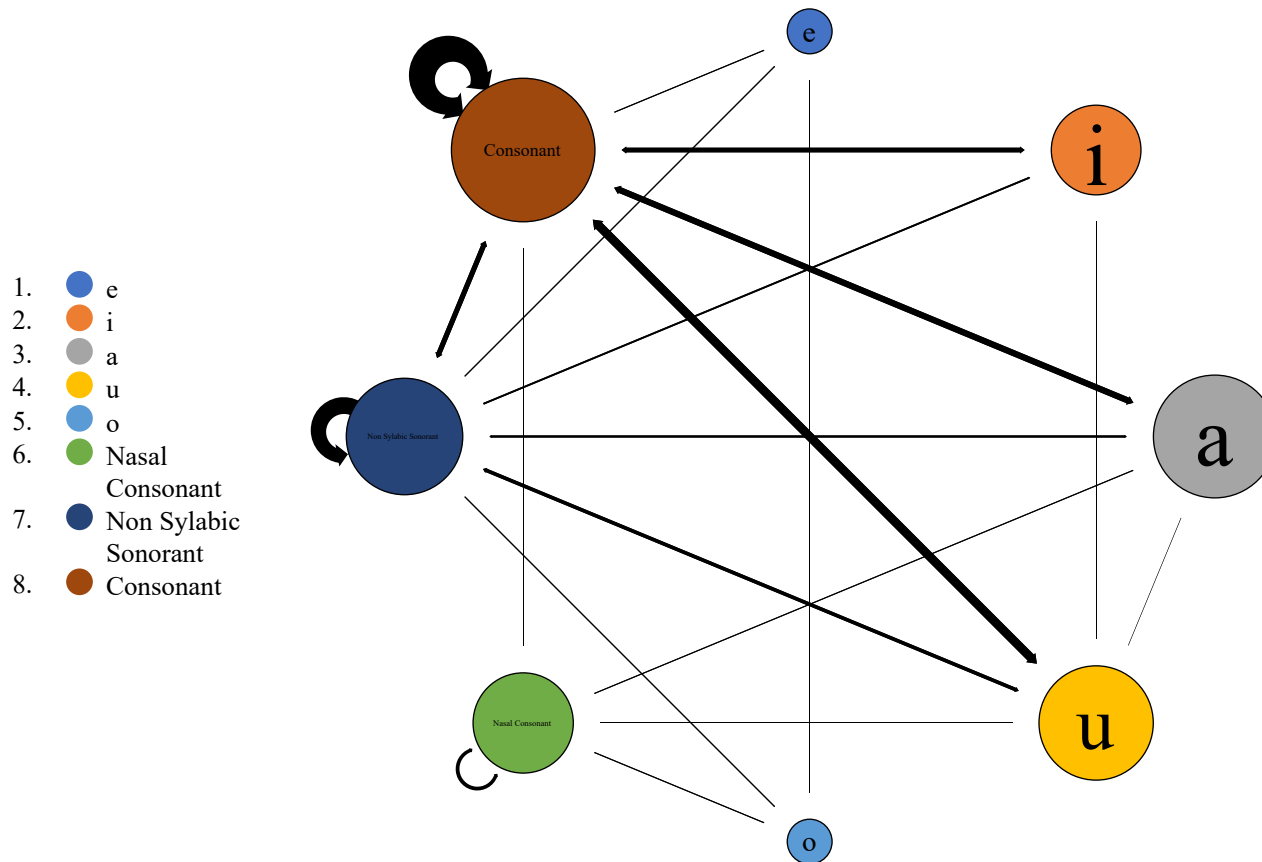 e
Consonant
i
Non Sylabic Sonorant
a
Nasal Consonant
u
o
1. e
2. i
3. a
4. u
5. o
6. Nasal
Consonant
7. Non Sylabic
Sonorant
8. Consonant